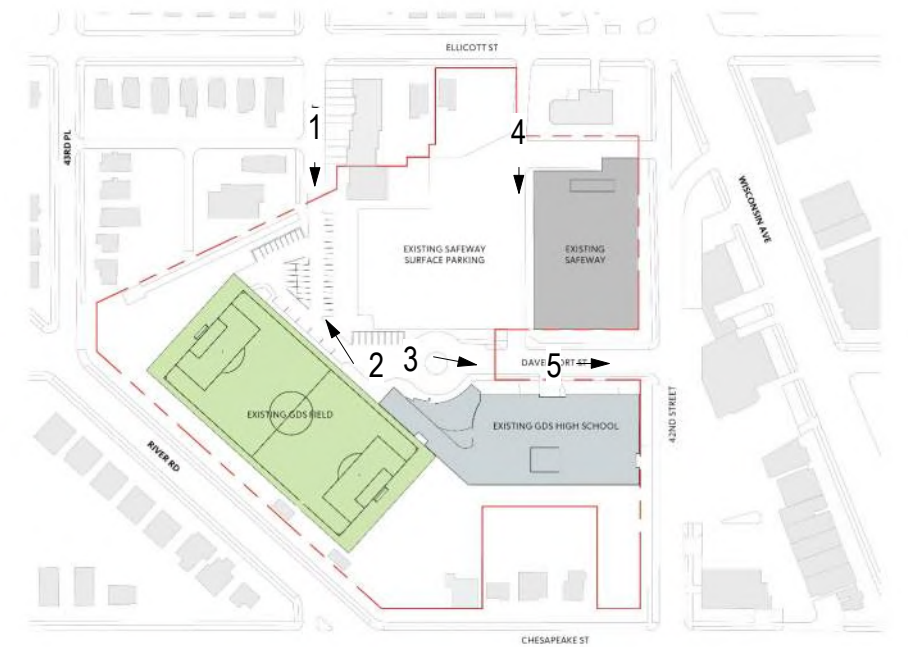 ELLICOTT ST
1
4
43RD PL
WISCONSIN AVE
EXISTING SAFEWAY
SURFACE PARKING
EXISTING
SAFEWAY
2
3
DAVENPORT ST
5
EXISTING GDS FIELD
EXISTING GDS HIGH SCHOOL
42ND STREET
RIVER RD
CHESAPEAKE ST